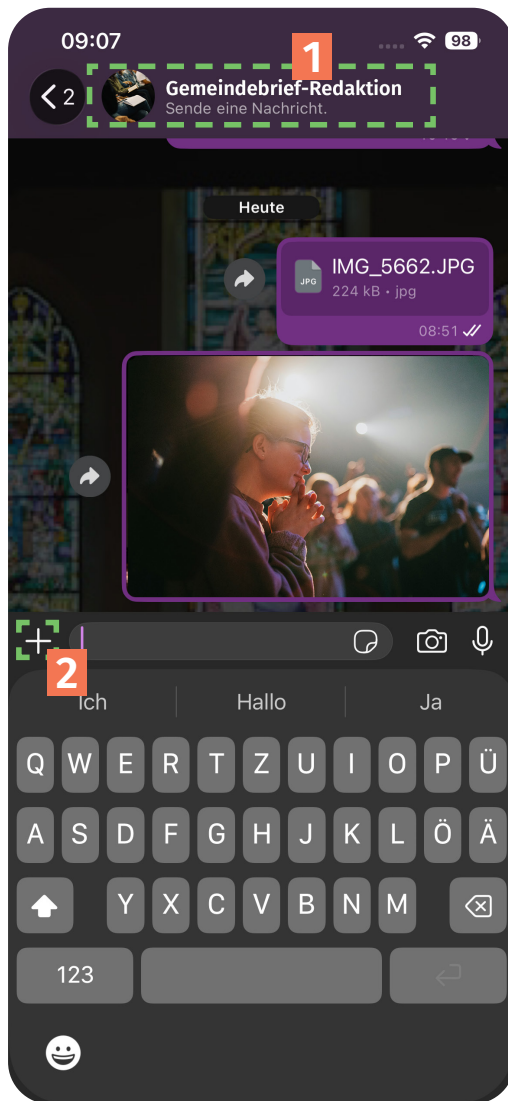 09:07
98
1
2
Gemeindebrief-Redaktion
Sende eine Nachricht.
Heute
JPG
IMG_5662.JPG
224 kB • jpg
08:51
2
Ich
Hallo
Ja
Q W E R T Z U I O P Ü
A S D F G H J K L Ö Ä
Y X C V B N M
123